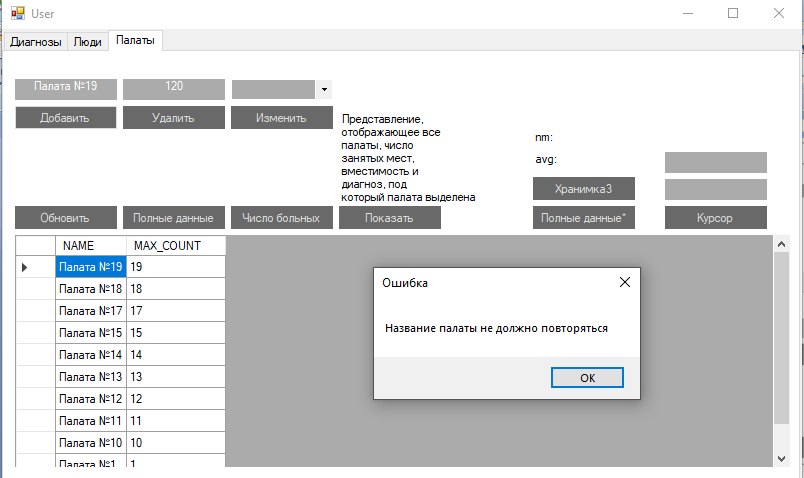 User
Диагнозы Люди Палаты
Палата №19 120
Добавить Удалить Изменить
Представление,
отображающее все
палаты, число
занятых мест,
вместимость и
диагноз, под
который палата выделена
nm:
avg:
Хранимка3
Обновить Полные данные Число больных Показать Полные данные* Курсор
NAME MAX_COUNT
Палата №19 19
Палата №18 18
Палата №17 17
Палата №15 15
Палата №14 14
Палата №13 13
Палата №12 12
Палата №11 11
Палата №10 10
Палата №1 1
Ошибка
Название палаты не должно повторяться
OK